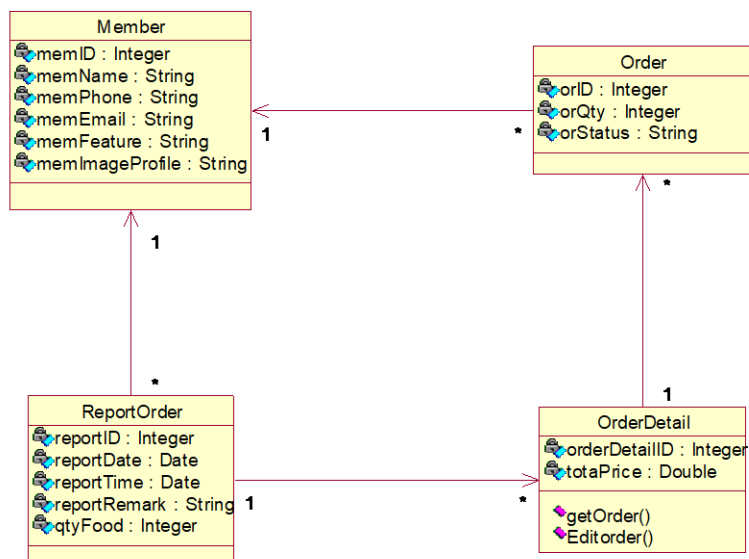 Member
memID : Integer
memName : String
memPhone : String
memEmail : String
memFeature : String
memImageProfile : String
Order
orID : Integer
orQty : Integer
orStatus : String
1
*
1
*
*
1
ReportOrder
reportID : Integer
reportDate : Date
reportTime : Date
reportRemark : String
qtyFood : Integer
1
*
OrderDetail
orderDetailID : Integer
totaPrice : Double
getOrder()
Editorder()